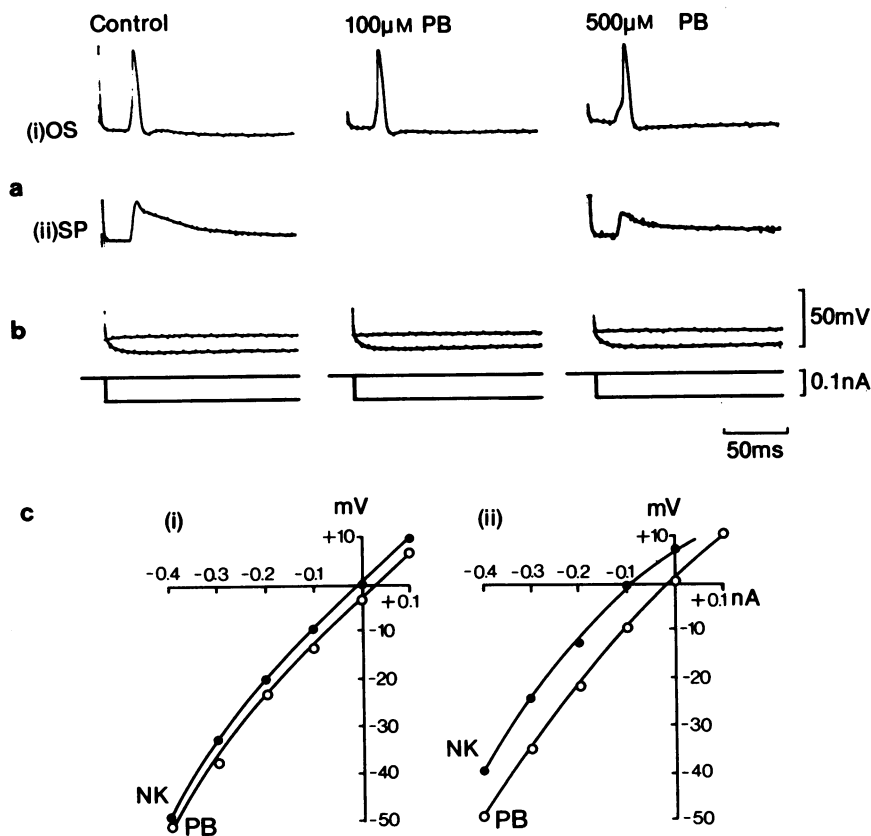 Control 100μM PB 500μM PB
(i)OS
a
(ii)SP
b
50mV
0.1nA
50ms
c (i) mV (ii) mV
+10 +10
-0.4 -0.3 -0.2 -0.1 -0.4 -0.3 -0.2 -0.1
+0.1 +0.1 nA
-10 -10
-20 -20
-30 -30
NK -40 NK -40
PB -50 PB -50